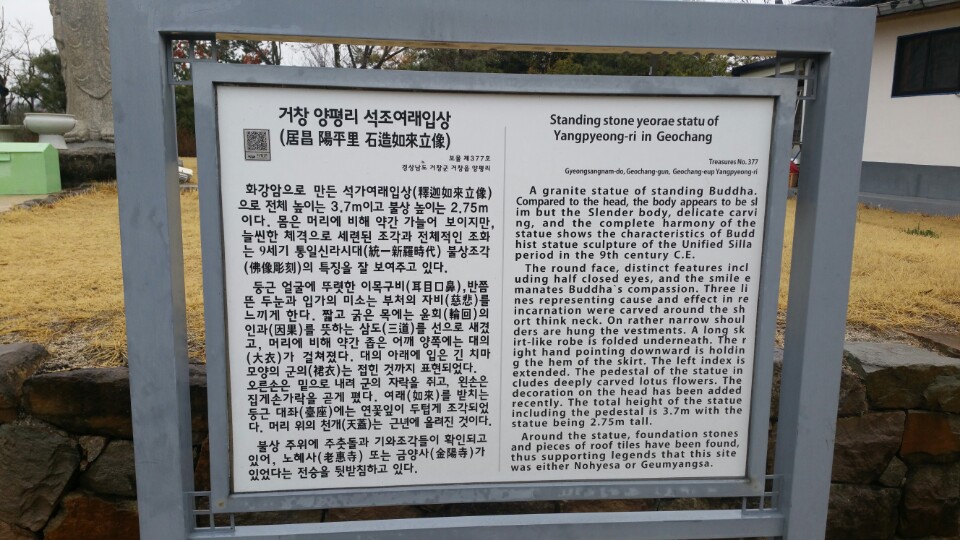 거창 양평리 석조여래입상
(居昌 陽平里 石造如來立像)
보물 제377호
경상남도 거창군 거창읍 양평리
화강암으로 만든 석가여래입상(釋迦如來立像)
으로 전체 높이는 3.7m이고 불상 높이는 2.75m
이다. 몸은 머리에 비해 약간 가늘어 보이지만,
늘씬한 체격으로 세련된 조각과 전체적인 조화
는 9세기 통일신라시대(統一新羅時代) 불상조각
(佛像彫刻)의 특징을 잘 보여주고 있다.
둥근 얼굴에 뚜렷한 이목구비(耳目口鼻),반쯤
뜬 두눈과 입가의 미소는 부처의 자비(慈悲)를
느끼게 한다. 짧고 굵은 목에는 윤회(輪回)의
인과(因果)를 뜻하는 삼도(三道)를 선으로 새겼
고, 머리에 비해 약간 좁은 어깨 양쪽에는 대의
(大衣)가 걸쳐졌다. 대의 아래에 입은 긴 치마
모양의 군의(裙衣)는 접힌 것까지 표현되었다.
오른손은 밑으로 내려 군의 자락을 쥐고, 왼손은
집게손가락을 곧게 폈다. 여래(如來)를 받치는
둥근 대좌(臺座)에는 연꽃잎이 두텁게 조각되었
다. 머리 위의 천개(天蓋)는 근년에 올려진 것이다.
불상 주위에 주춧돌과 기와조각들이 확인되고
있어, 노혜사(老惠寺) 또는 금양사(金陽寺)가
있었다는 전승을 뒷받침하고 있다.
Standing stone yeorae statu of
Yangpyeong-ri in Geochang
Treasures No. 377
Gyeongsangnam-do, Geochang-gun, Geochang-eup Yangpyeong-ri
A granite statue of standing Buddha.
Compared to the head, the body appears to be sl
im but the Slender body, delicate carvi
ng, and the complete harmony of the
statue shows the characteristics of Budd
hist statue sculpture of the Unified Silla
period in the 9th century C.E.
The round face, distinct features incl
uding half closed eyes, and the smile e
manates Buddha's compassion. Three li
nes representing cause and effect in re
incarnation were carved around the sh
ort think neck. On rather narrow shoul
ders are hung the vestments. A long sk
irt-like robe is folded underneath. The r
ight hand pointing downward is holdin
g the hem of the skirt. The left index is
extended. The pedestal of the statue in
cludes deeply carved lotus flowers. The
decoration on the head has been added
recently. The total height of the statue
including the pedestal is 3.7m with the
statue being 2.75m tall.
Around the statue, foundation stones
and pieces of roof tiles have been found,
thus supporting legends that this site
was either Nohyesa or Geumyangsa.